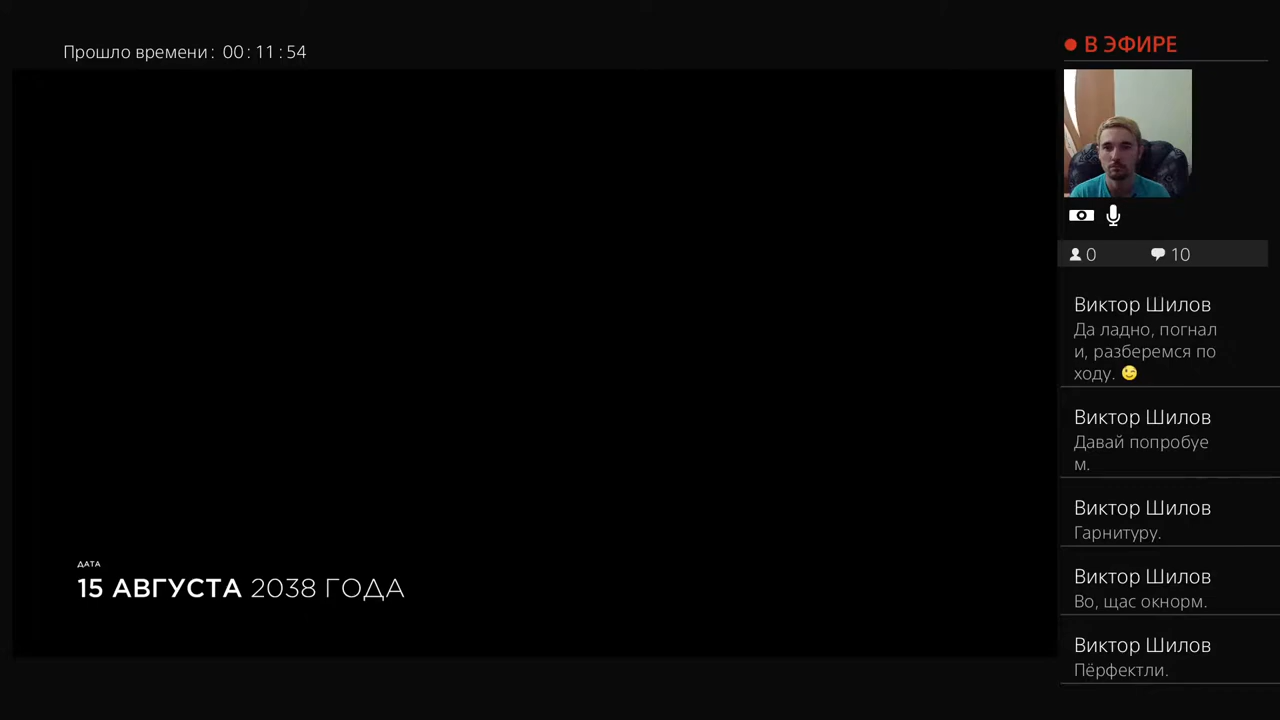 Прошло времени: 00:11:54
В ЭФИРЕ
0 10
Виктор Шилов
Да ладно, погнал
и, разберемся по
ходу. 😉
Виктор Шилов
Давай попробуе
м.
Виктор Шилов
Гарнитуру.
Виктор Шилов
Во, щас окнорм.
Виктор Шилов
Пёрфектли.
ДАТА
15 АВГУСТА 2038 ГОДА